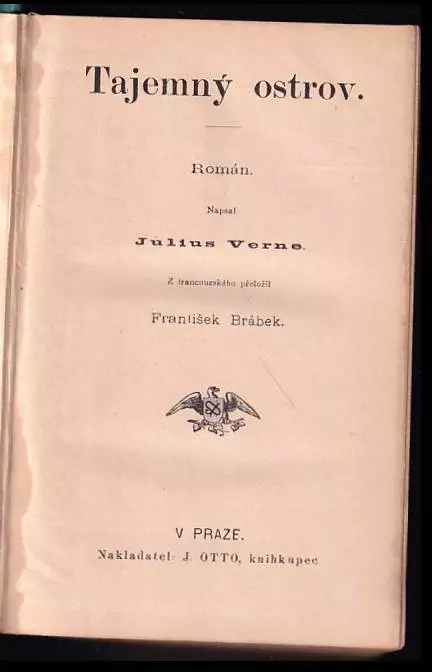 Tajemný ostrov.
Román.
Napsal
Julius Verne.
Z francouzského přeložil
František Brábek.
V PRAZE.
Nakladatel: J. OTTO, knihkupec